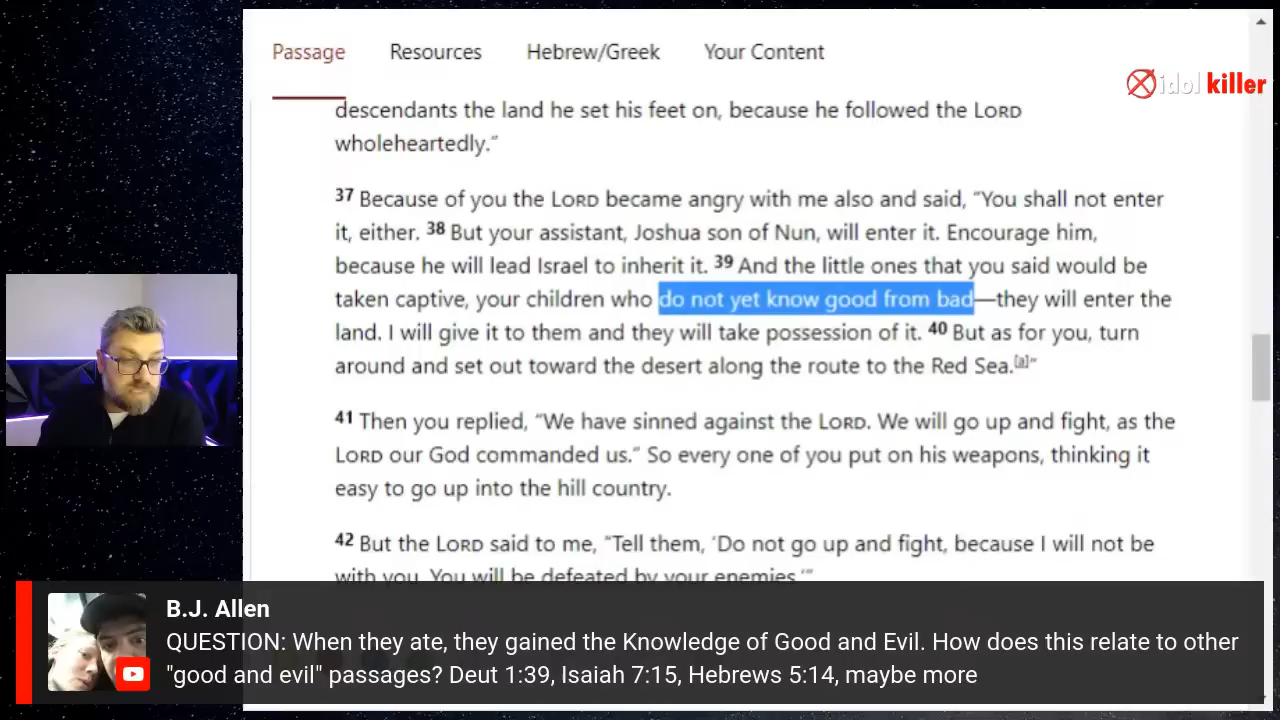 Passage Resources Hebrew/Greek Your Content
idol killer
descendants the land he set his feet on, because he followed the LORD
wholeheartedly.”
37 Because of you the LORD became angry with me also and said, “You shall not enter
it, either. 38 But your assistant, Joshua son of Nun, will enter it. Encourage him,
because he will lead Israel to inherit it. 39 And the little ones that you said would be
taken captive, your children who do not yet know good from bad—they will enter the
land. I will give it to them and they will take possession of it. 40 But as for you, turn
around and set out toward the desert along the route to the Red Sea.[a]”
41 Then you replied, “We have sinned against the LORD. We will go up and fight, as the
LORD our God commanded us.” So every one of you put on his weapons, thinking it
easy to go up into the hill country.
42 But the LORD said to me, “Tell them, ‘Do not go up and fight, because I will not be
with you. You will be defeated by your enemies.’”
B.J. Allen
QUESTION: When they ate, they gained the Knowledge of Good and Evil. How does this relate to other
"good and evil" passages? Deut 1:39, Isaiah 7:15, Hebrews 5:14, maybe more